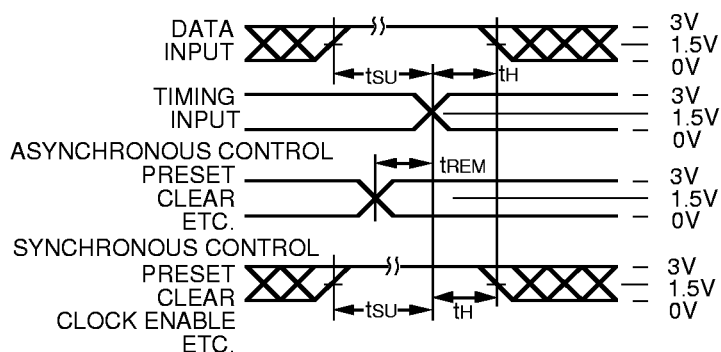 DATA
INPUT
3V
1.5V
0V
tSU
tH
TIMING
INPUT
3V
1.5V
0V
ASYNCHRONOUS CONTROL
tREM
PRESET
CLEAR
ETC.
3V
1.5V
0V
SYNCHRONOUS CONTROL
PRESET
CLEAR
CLOCK ENABLE
ETC.
3V
1.5V
0V
tSU
tH